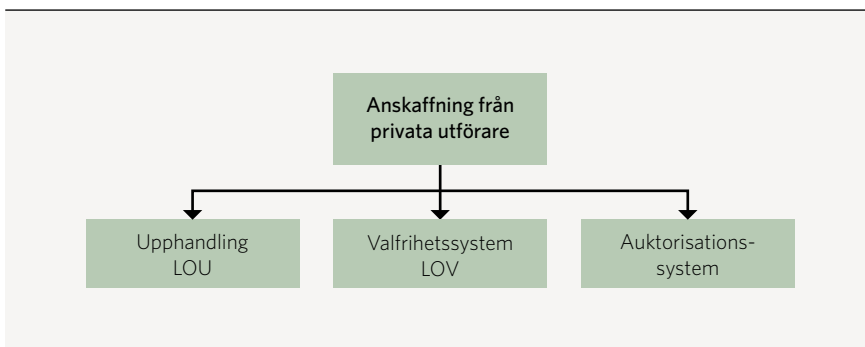 Anskaffning från
privata utförare
Upphandling
LOU
Valfrihetssystem
LOV
Auktorisations-
system